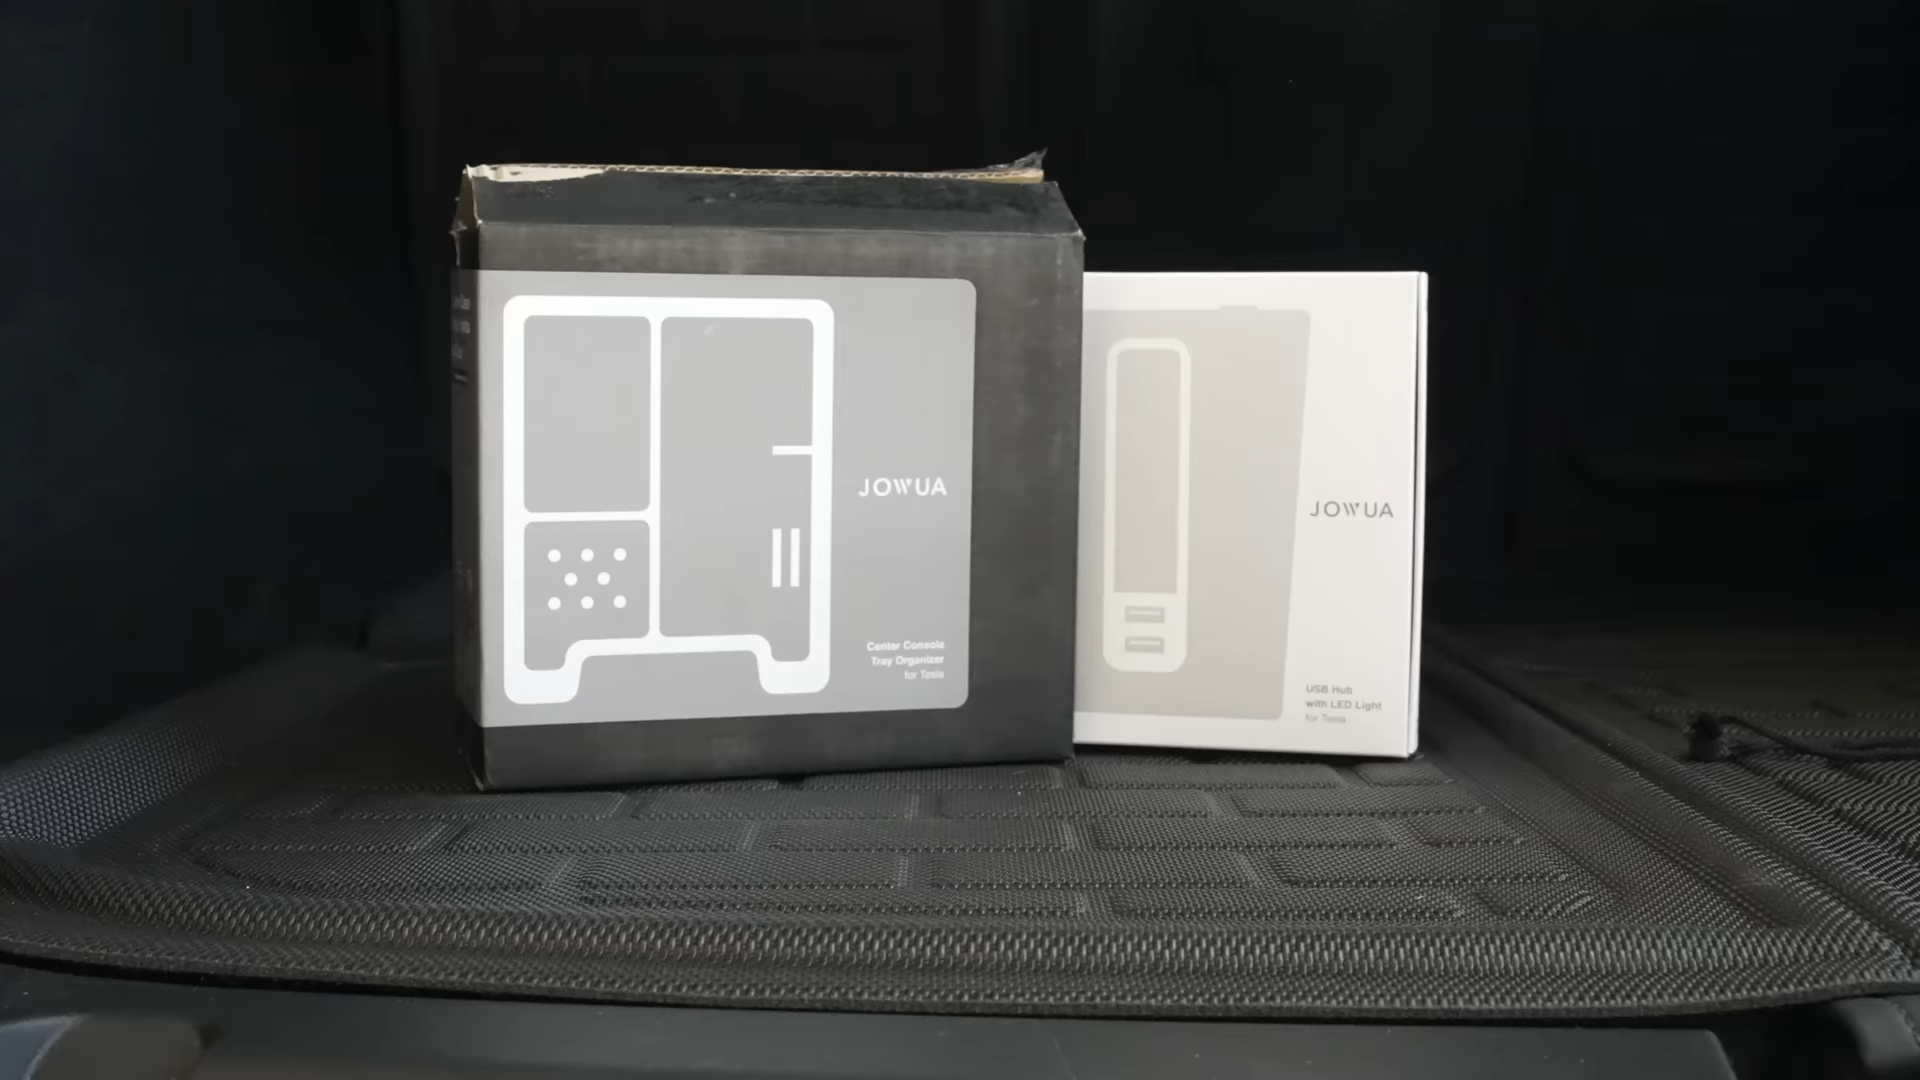 JOWUA
Center Console
Tray Organizer
for Tesla
JOWUA
USB Hub
with LED Light
for Tesla